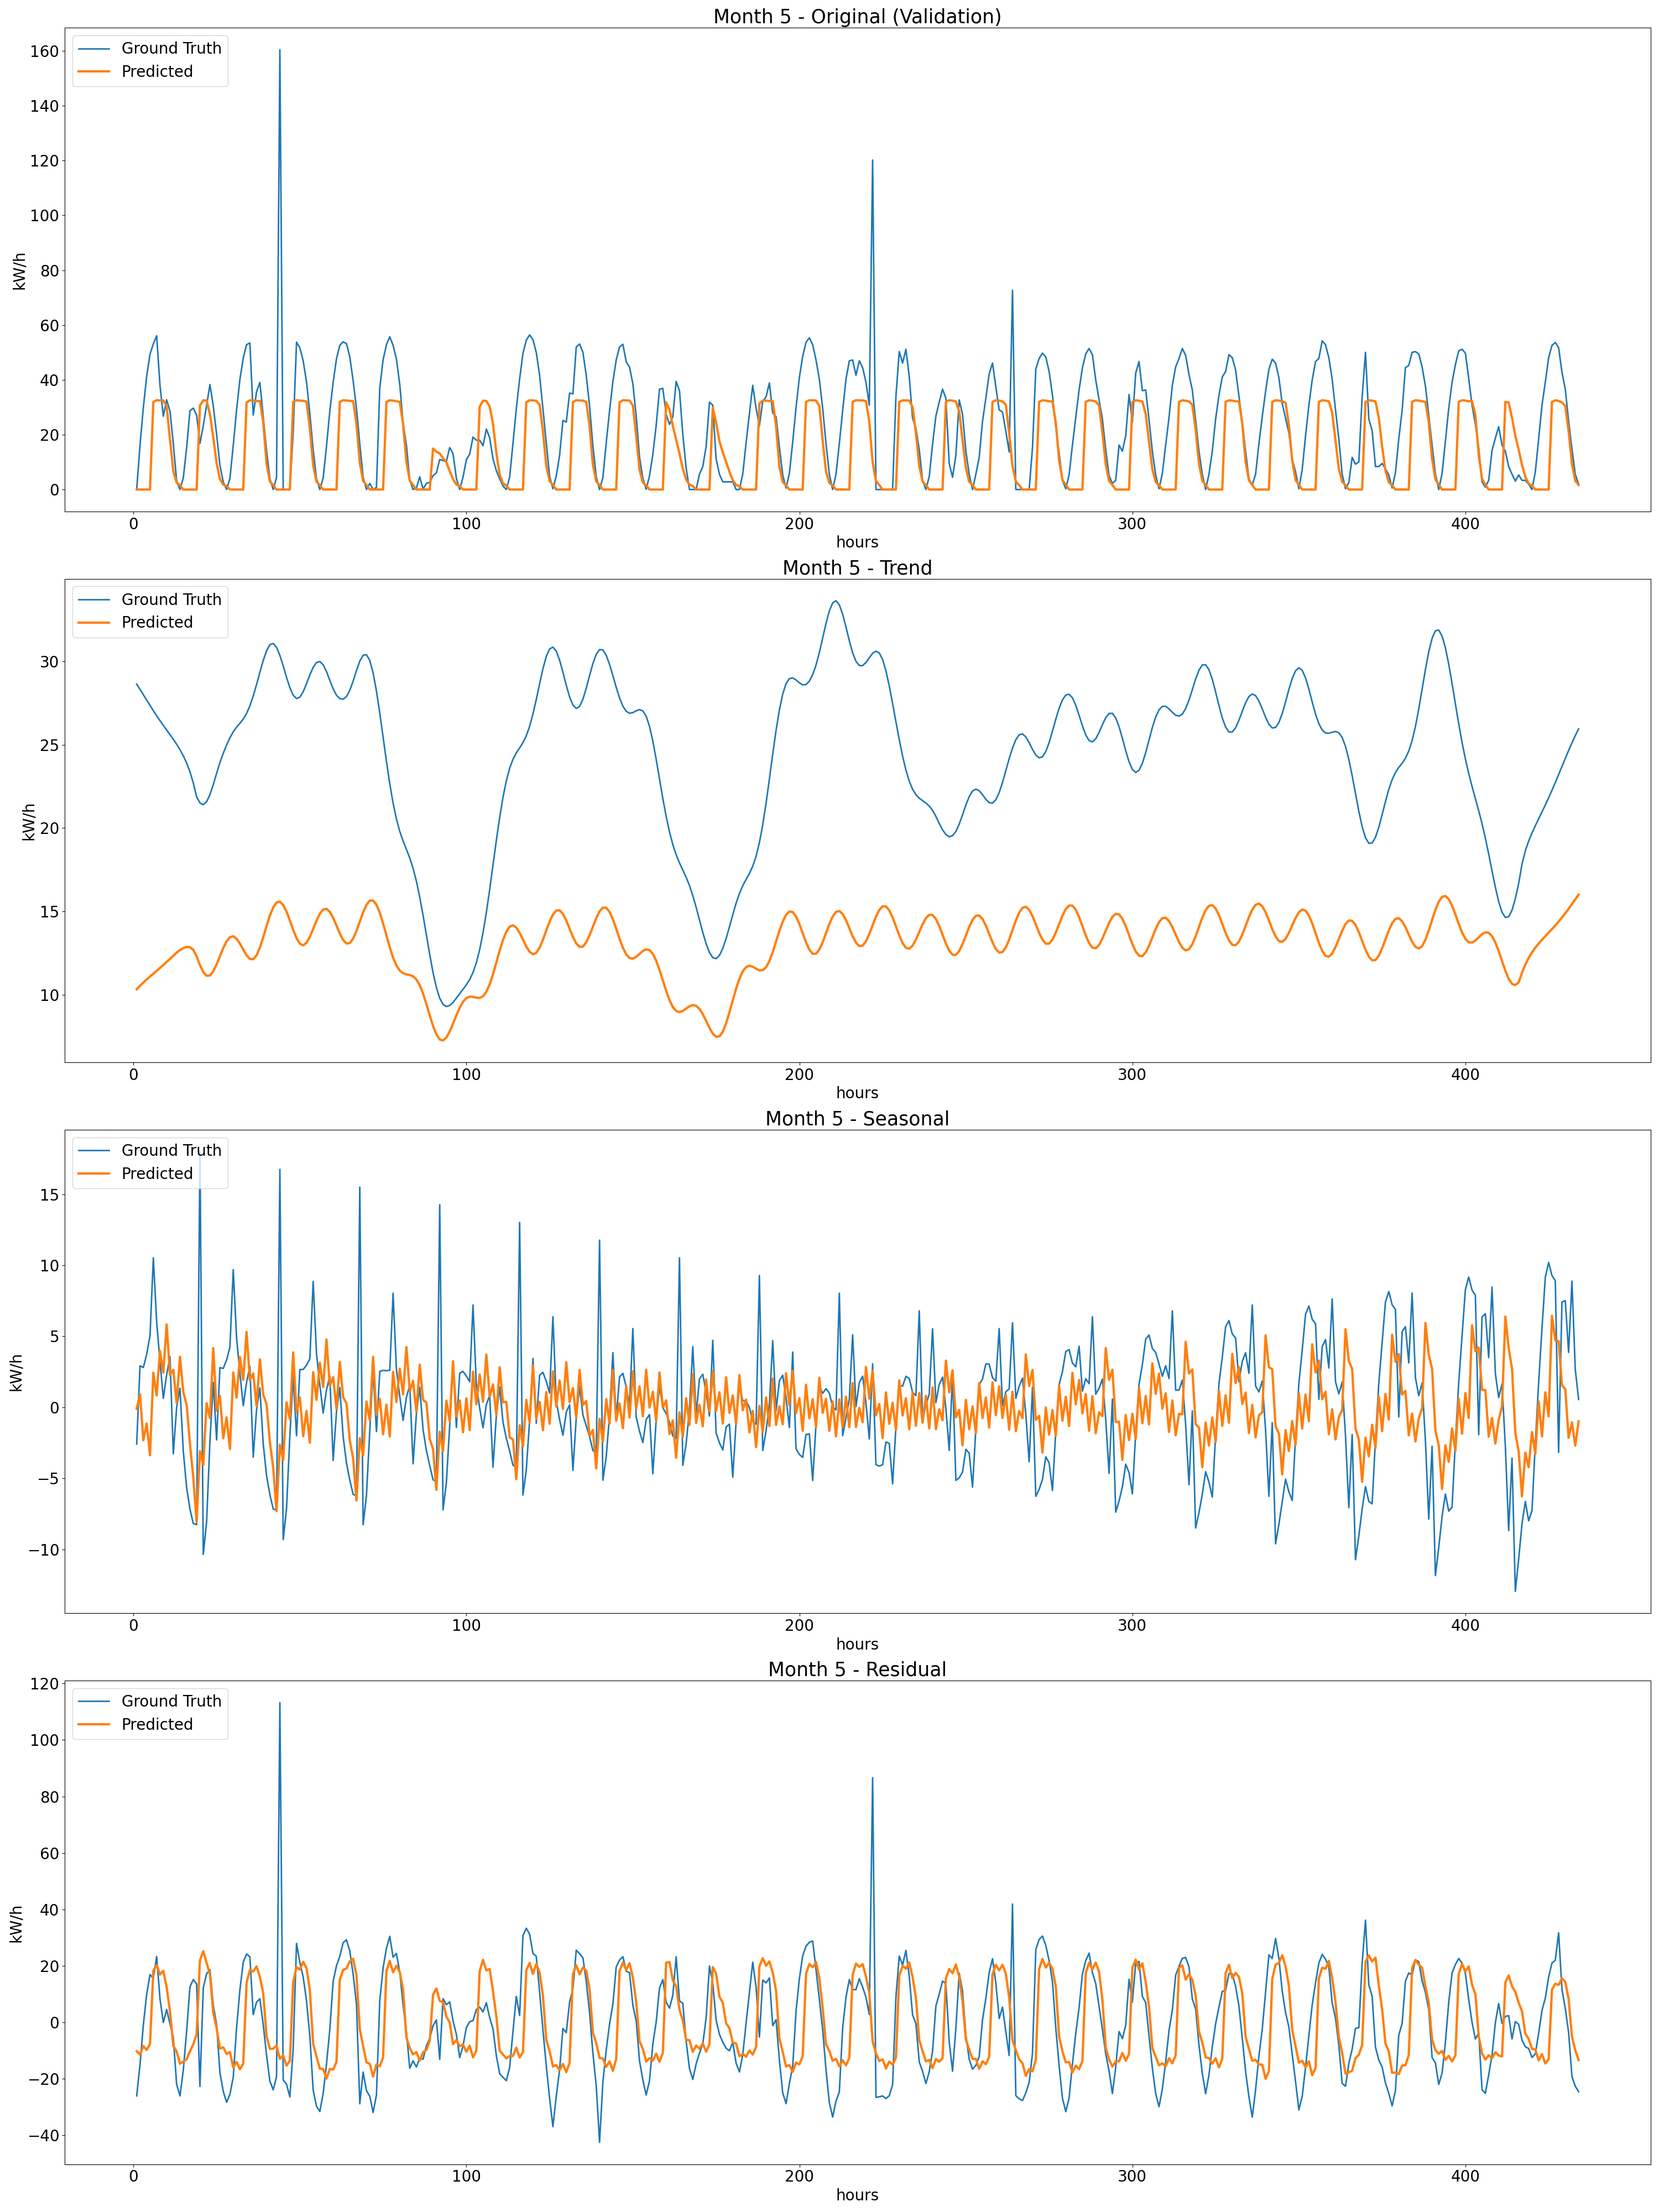 Month 5 - Original (Validation)
Ground Truth
Predicted
160
140
120
100
80
60
40
20
0
kW/h
0 100 200 300 400
hours
Month 5 - Trend
Ground Truth
Predicted
30
25
20
15
10
kW/h
0 100 200 300 400
hours
Month 5 - Seasonal
Ground Truth
Predicted
15
10
5
0
−5
−10
kW/h
0 100 200 300 400
hours
Month 5 - Residual
Ground Truth
Predicted
120
100
80
60
40
20
0
−20
−40
kW/h
0 100 200 300 400
hours